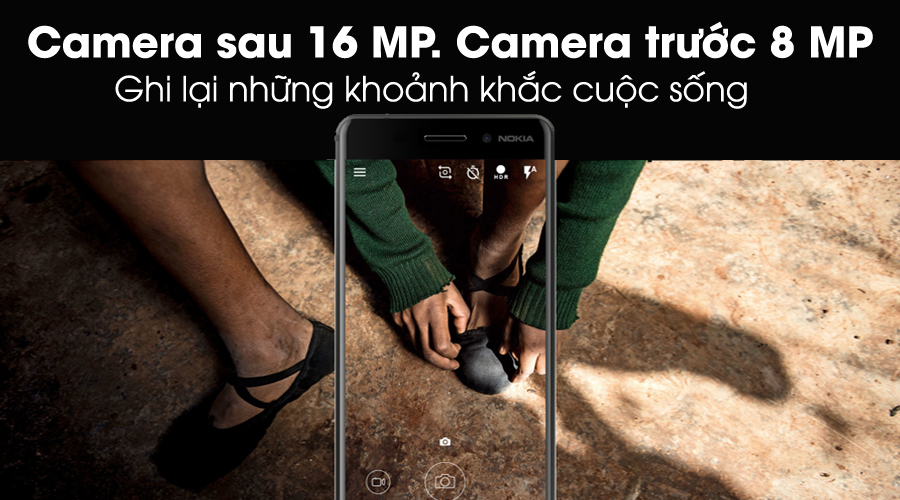 Camera sau 16 MP. Camera trước 8 MP
Ghi lại những khoảnh khắc cuộc sống
NOKIA
HDR
A